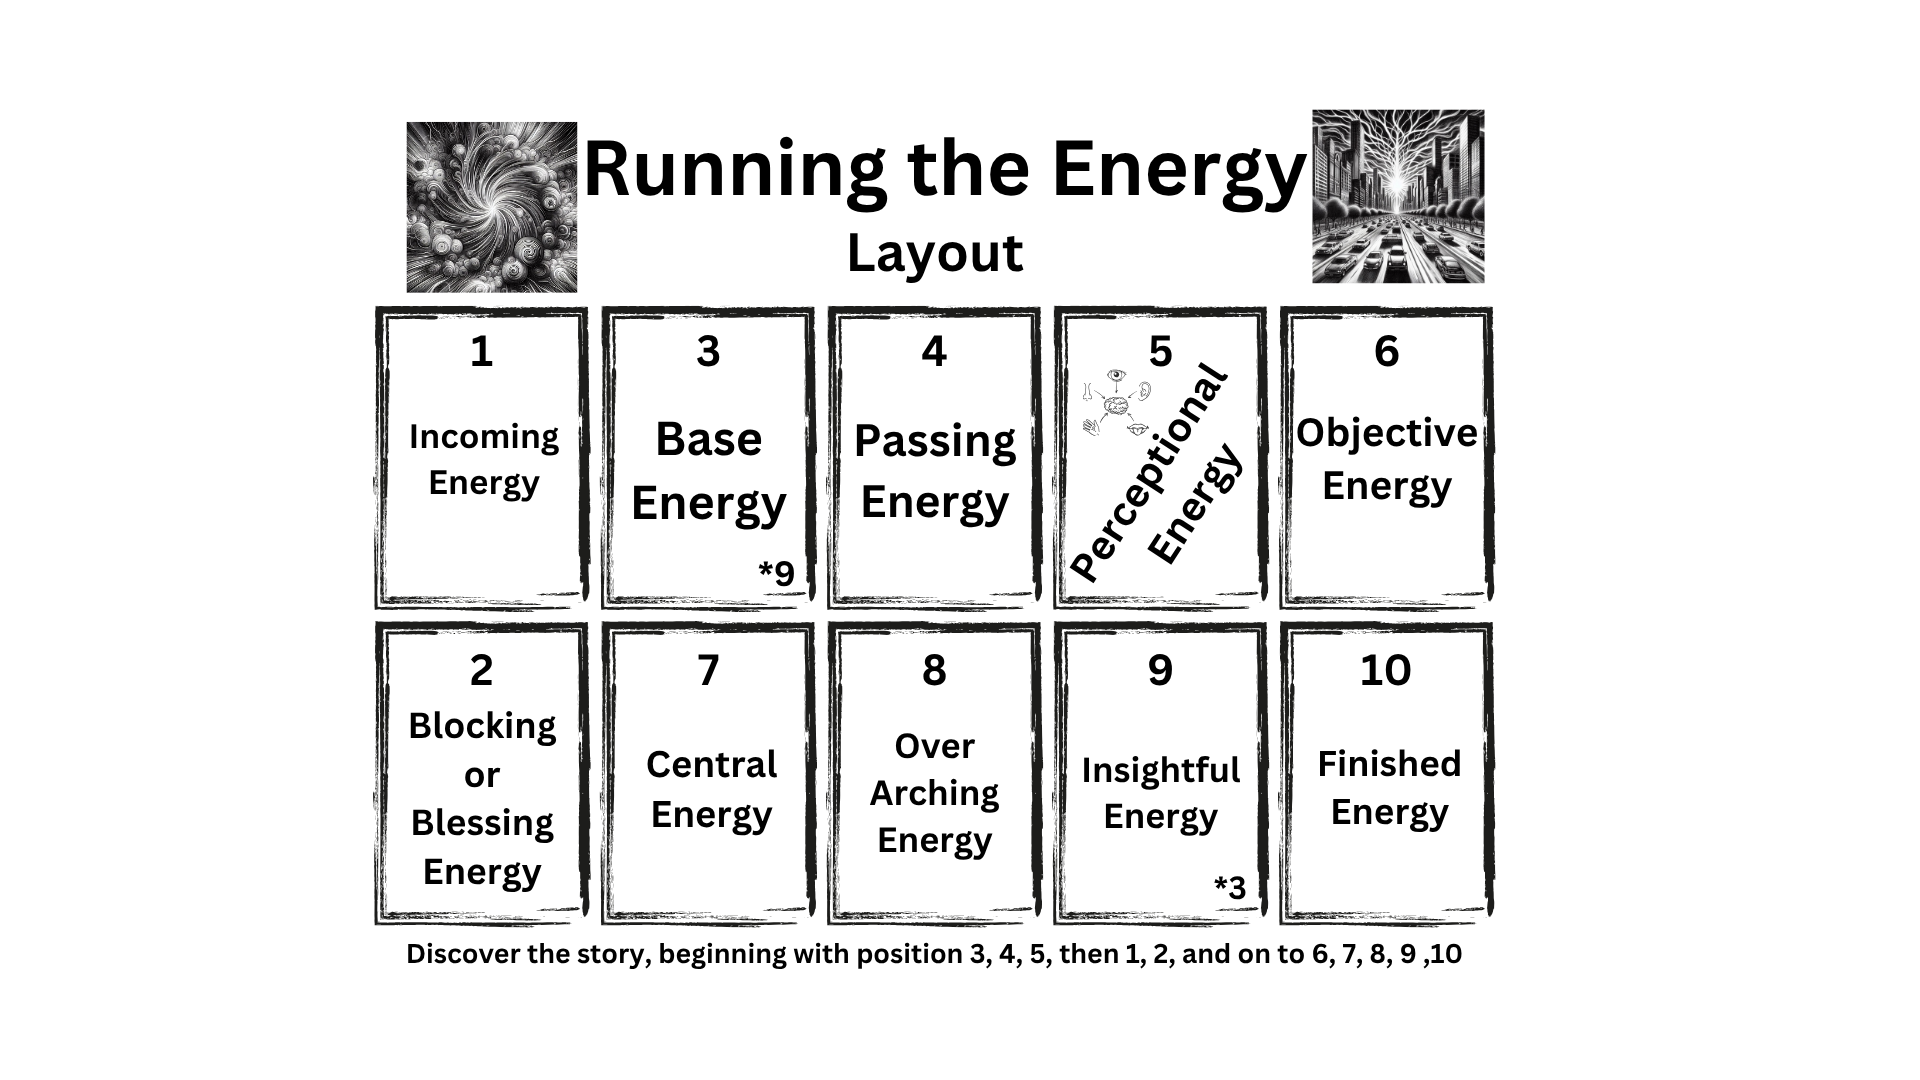 Running the Energy
Layout
1
Incoming
Energy
3
Base
Energy
*9
4
Passing
Energy
5
Perceptional
Energy
6
Objective
Energy
2
Blocking
or
Blessing
Energy
7
Central
Energy
8
Over
Arching
Energy
9
Insightful
Energy
*3
10
Finished
Energy
Discover the story, beginning with position 3, 4, 5, then 1, 2, and on to 6, 7, 8, 9 ,10